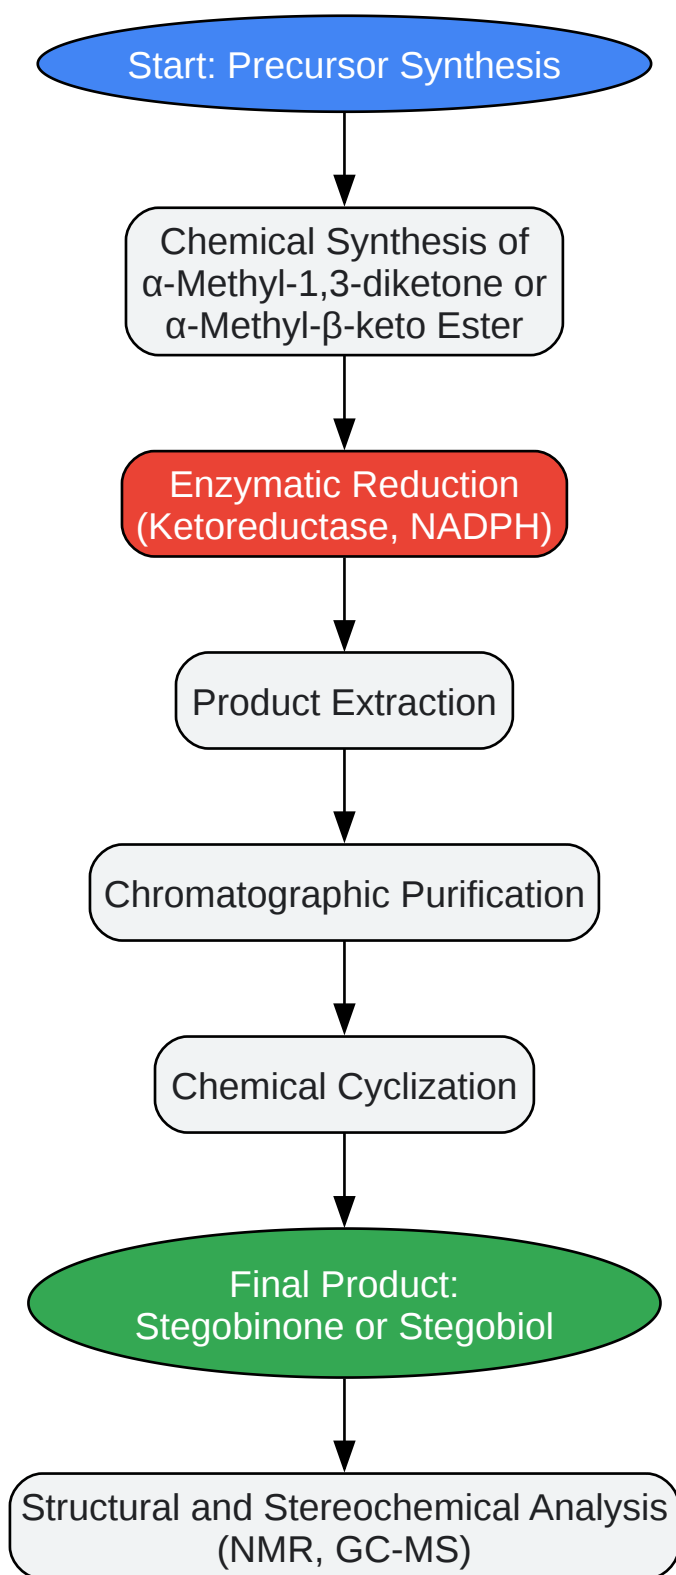 Start: Precursor Synthesis
Chemical Synthesis of
α-Methyl-1,3-diketone or
α-Methyl-β-keto Ester
Enzymatic Reduction
(Ketoreductase, NADPH)
Product Extraction
Chromatographic Purification
Chemical Cyclization
Final Product:
Stegobinone or Stegobiol
Structural and Stereochemical Analysis
(NMR, GC-MS)